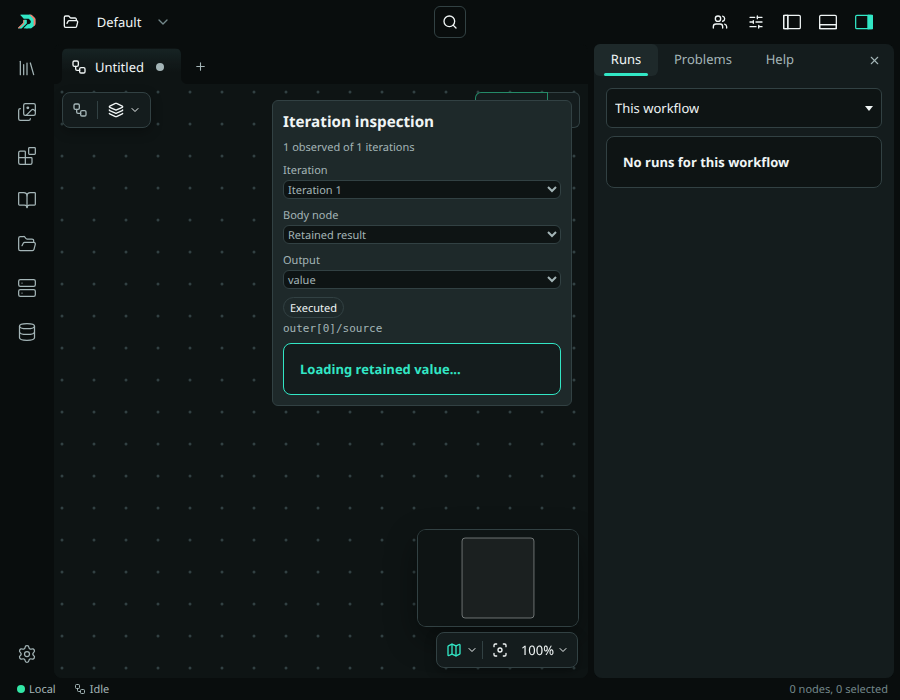 Default
Untitled
Iteration inspection
1 observed of 1 iterations
Iteration
Iteration 1
Body node
Retained result
Output
value
Executed
outer[0]/source
Loading retained value...
100%
Runs
Problems
Help
This workflow
No runs for this workflow
Local
Idle
0 nodes, 0 selected